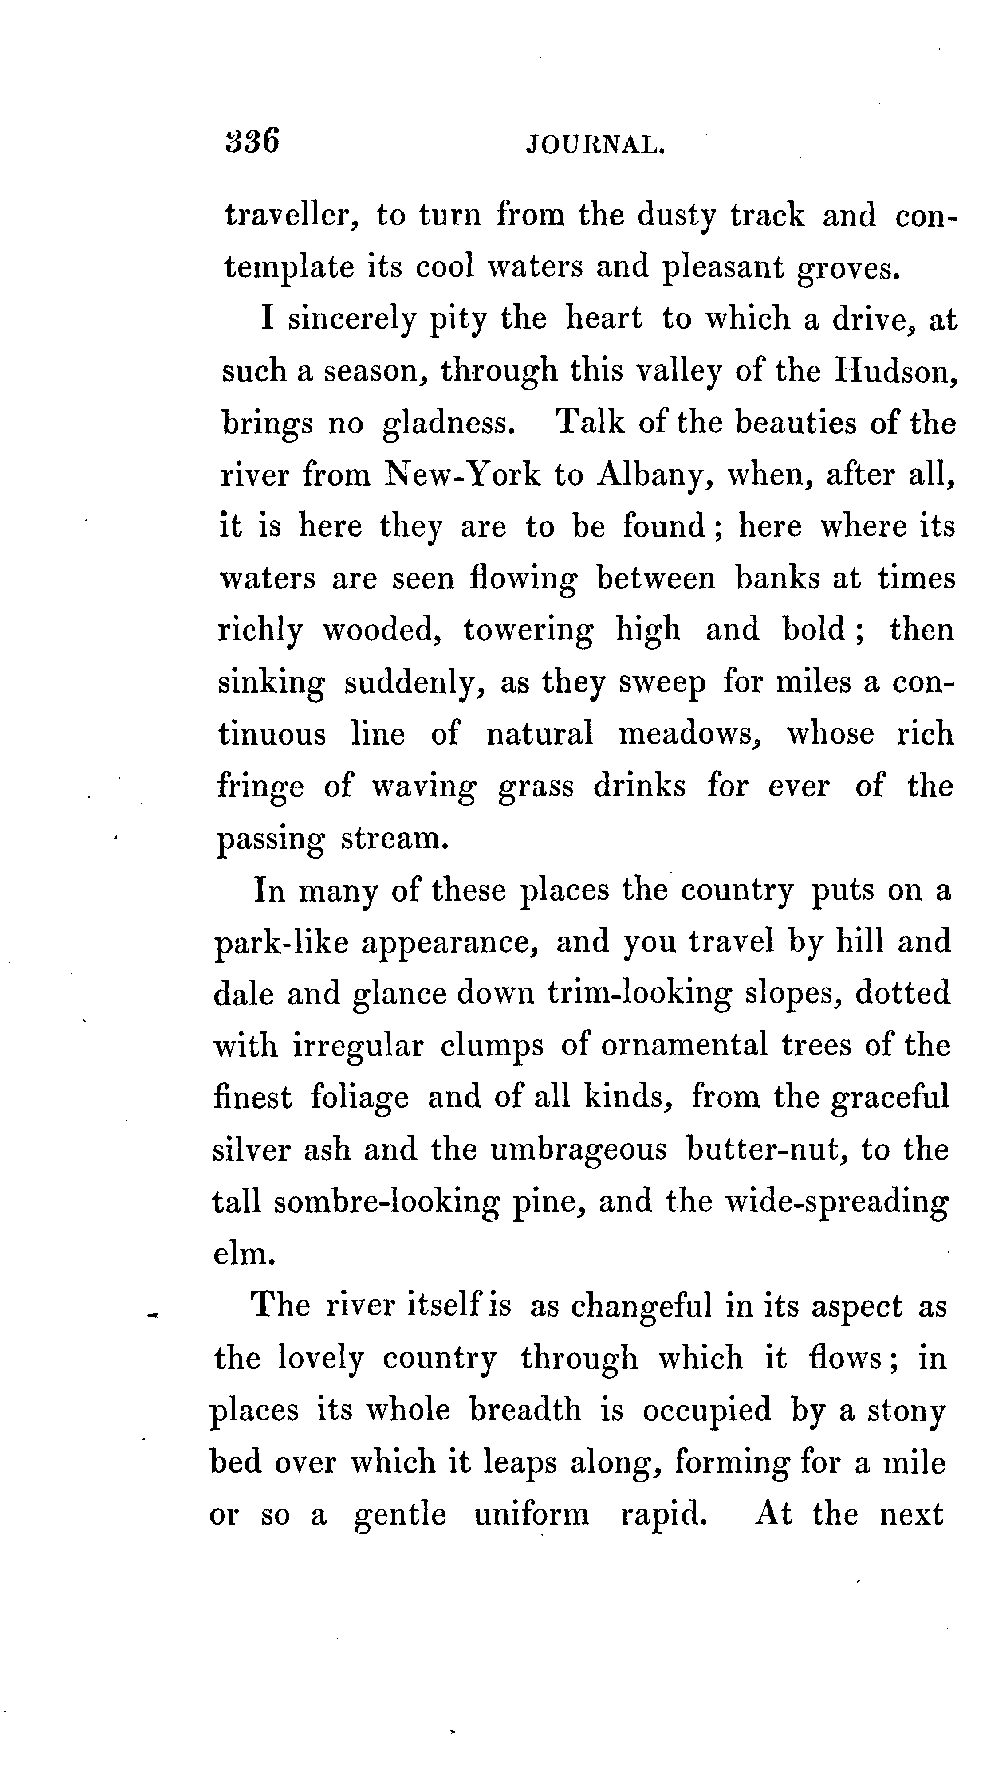 336 JOURNAL.
traveller, to turn from the dusty track and con-
template its cool waters and pleasant groves.
I sincerely pity the heart to which a drive, at
such a season, through this valley of the Hudson,
brings no gladness. Talk of the beauties of the
river from New-York to Albany, when, after all,
it is here they are to be found; here where its
waters are seen flowing between banks at times
richly wooded, towering high and bold; then
sinking suddenly, as they sweep for miles a con-
tinuous line of natural meadows, whose rich
fringe of waving grass drinks for ever of the
passing stream.
In many of these places the country puts on a
park-like appearance, and you travel by hill and
dale and glance down trim-looking slopes, dotted
with irregular clumps of ornamental trees of the
finest foliage and of all kinds, from the graceful
silver ash and the umbrageous butter-nut, to the
tall sombre-looking pine, and the wide-spreading
elm.
The river itself is as changeful in its aspect as
the lovely country through which it flows; in
places its whole breadth is occupied by a stony
bed over which it leaps along, forming for a mile
or so a gentle uniform rapid. At the next